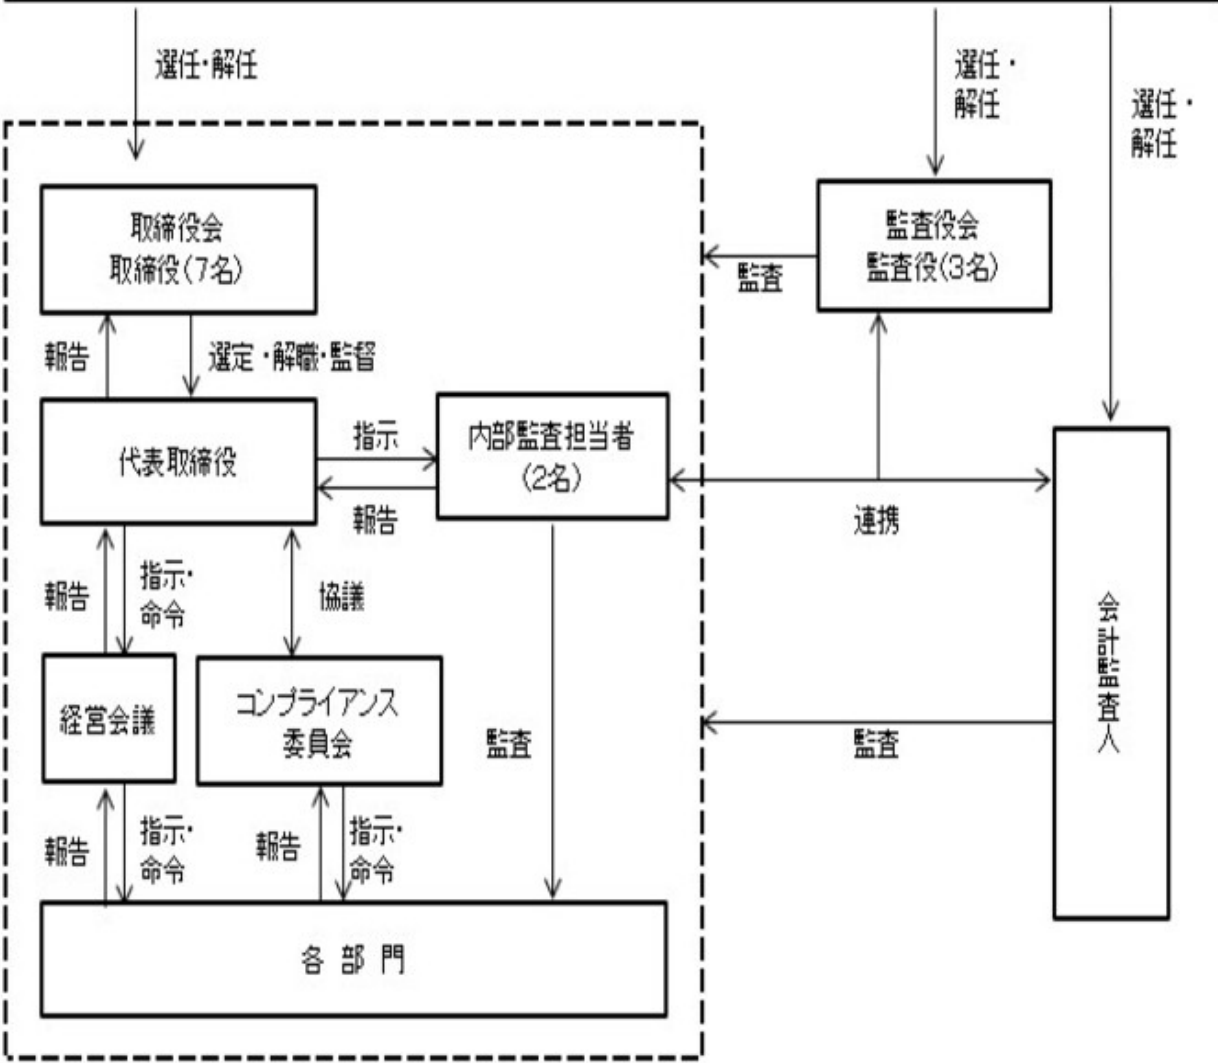 選任・解任
選任・
解任
選任・
解任
取締役会
取締役(7名)
監査役会
監査役(3名)
監査
報告
選定・解職・監督
代表取締役
指示
報告
内部監査担当者
(2名)
連携
報告
指示・
命令
協議
会計監査人
経営会議
コンプライアンス
委員会
監査
監査
報告
指示・
命令
報告
指示・
命令
各部門